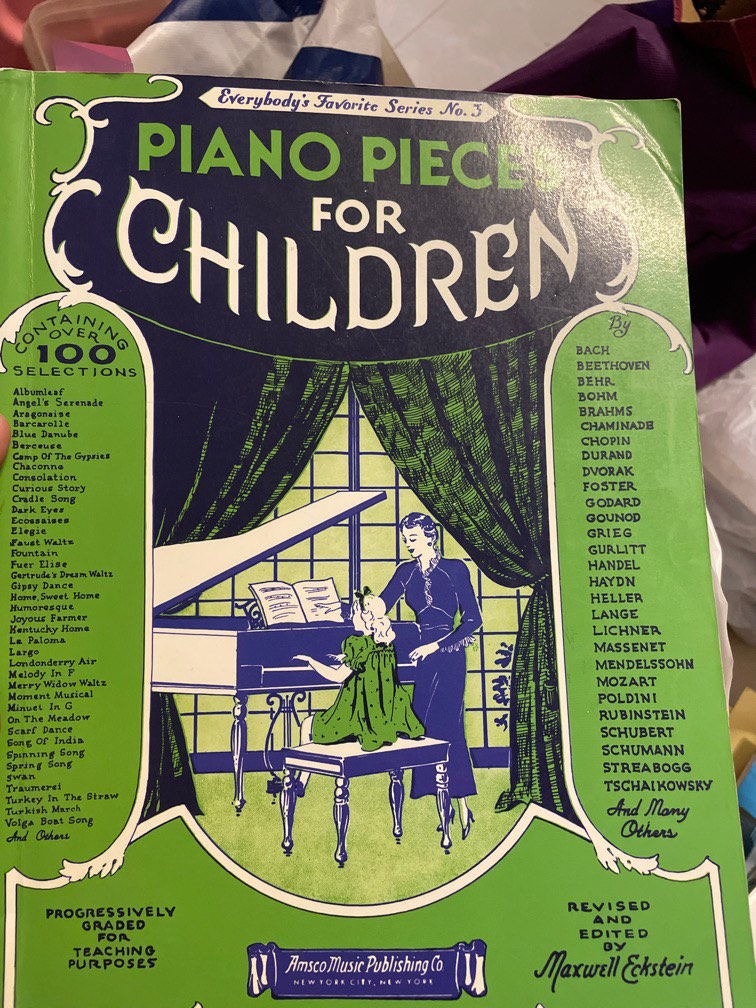 Everybody's Favorite Series No. 3
PIANO PIECES
FOR
CHILDREN
CONTAINING
OVER
100
SELECTIONS
Albumleaf
Angel's Serenade
Aragonaise
Barcarolle
Blue Danube
Berceuse
Camp Of The Gypsies
Chaconne
Consolation
Curious Story
Cradle Song
Dark Eyes
Ecossaises
Elegie
Faust Waltz
Fountain
Fuer Elise
Gertrude's Dream Waltz
Gipsy Dance
Home, Sweet Home
Humoresque
Joyous Farmer
Kentucky Home
La Paloma
Largo
Londonderry Air
Melody In F
Merry Widow Waltz
Moment Musical
Minuet In G
On The Meadow
Scarf Dance
Song Of India
Spinning Song
Spring Song
Swan
Traumerei
Turkey In The Straw
Turkish March
Volga Boat Song
And Others
By
BACH
BEETHOVEN
BEHR
BOHM
BRAHMS
CHAMINADE
CHOPIN
DURAND
DVORAK
FOSTER
GODARD
GOUNOD
GRIEG
GURLITT
HANDEL
HAYDN
HELLER
LANGE
LICHNER
MASSENET
MENDELSSOHN
MOZART
POLDINI
RUBINSTEIN
SCHUBERT
SCHUMANN
STREABOGG
TSCHAIKOWSKY
And Many
Others
PROGRESSIVELY
GRADED
FOR
TEACHING
PURPOSES
REVISED
AND
EDITED
BY
Maxwell Eckstein
Amsco Music Publishing Co.
NEW YORK CITY, NEW YORK